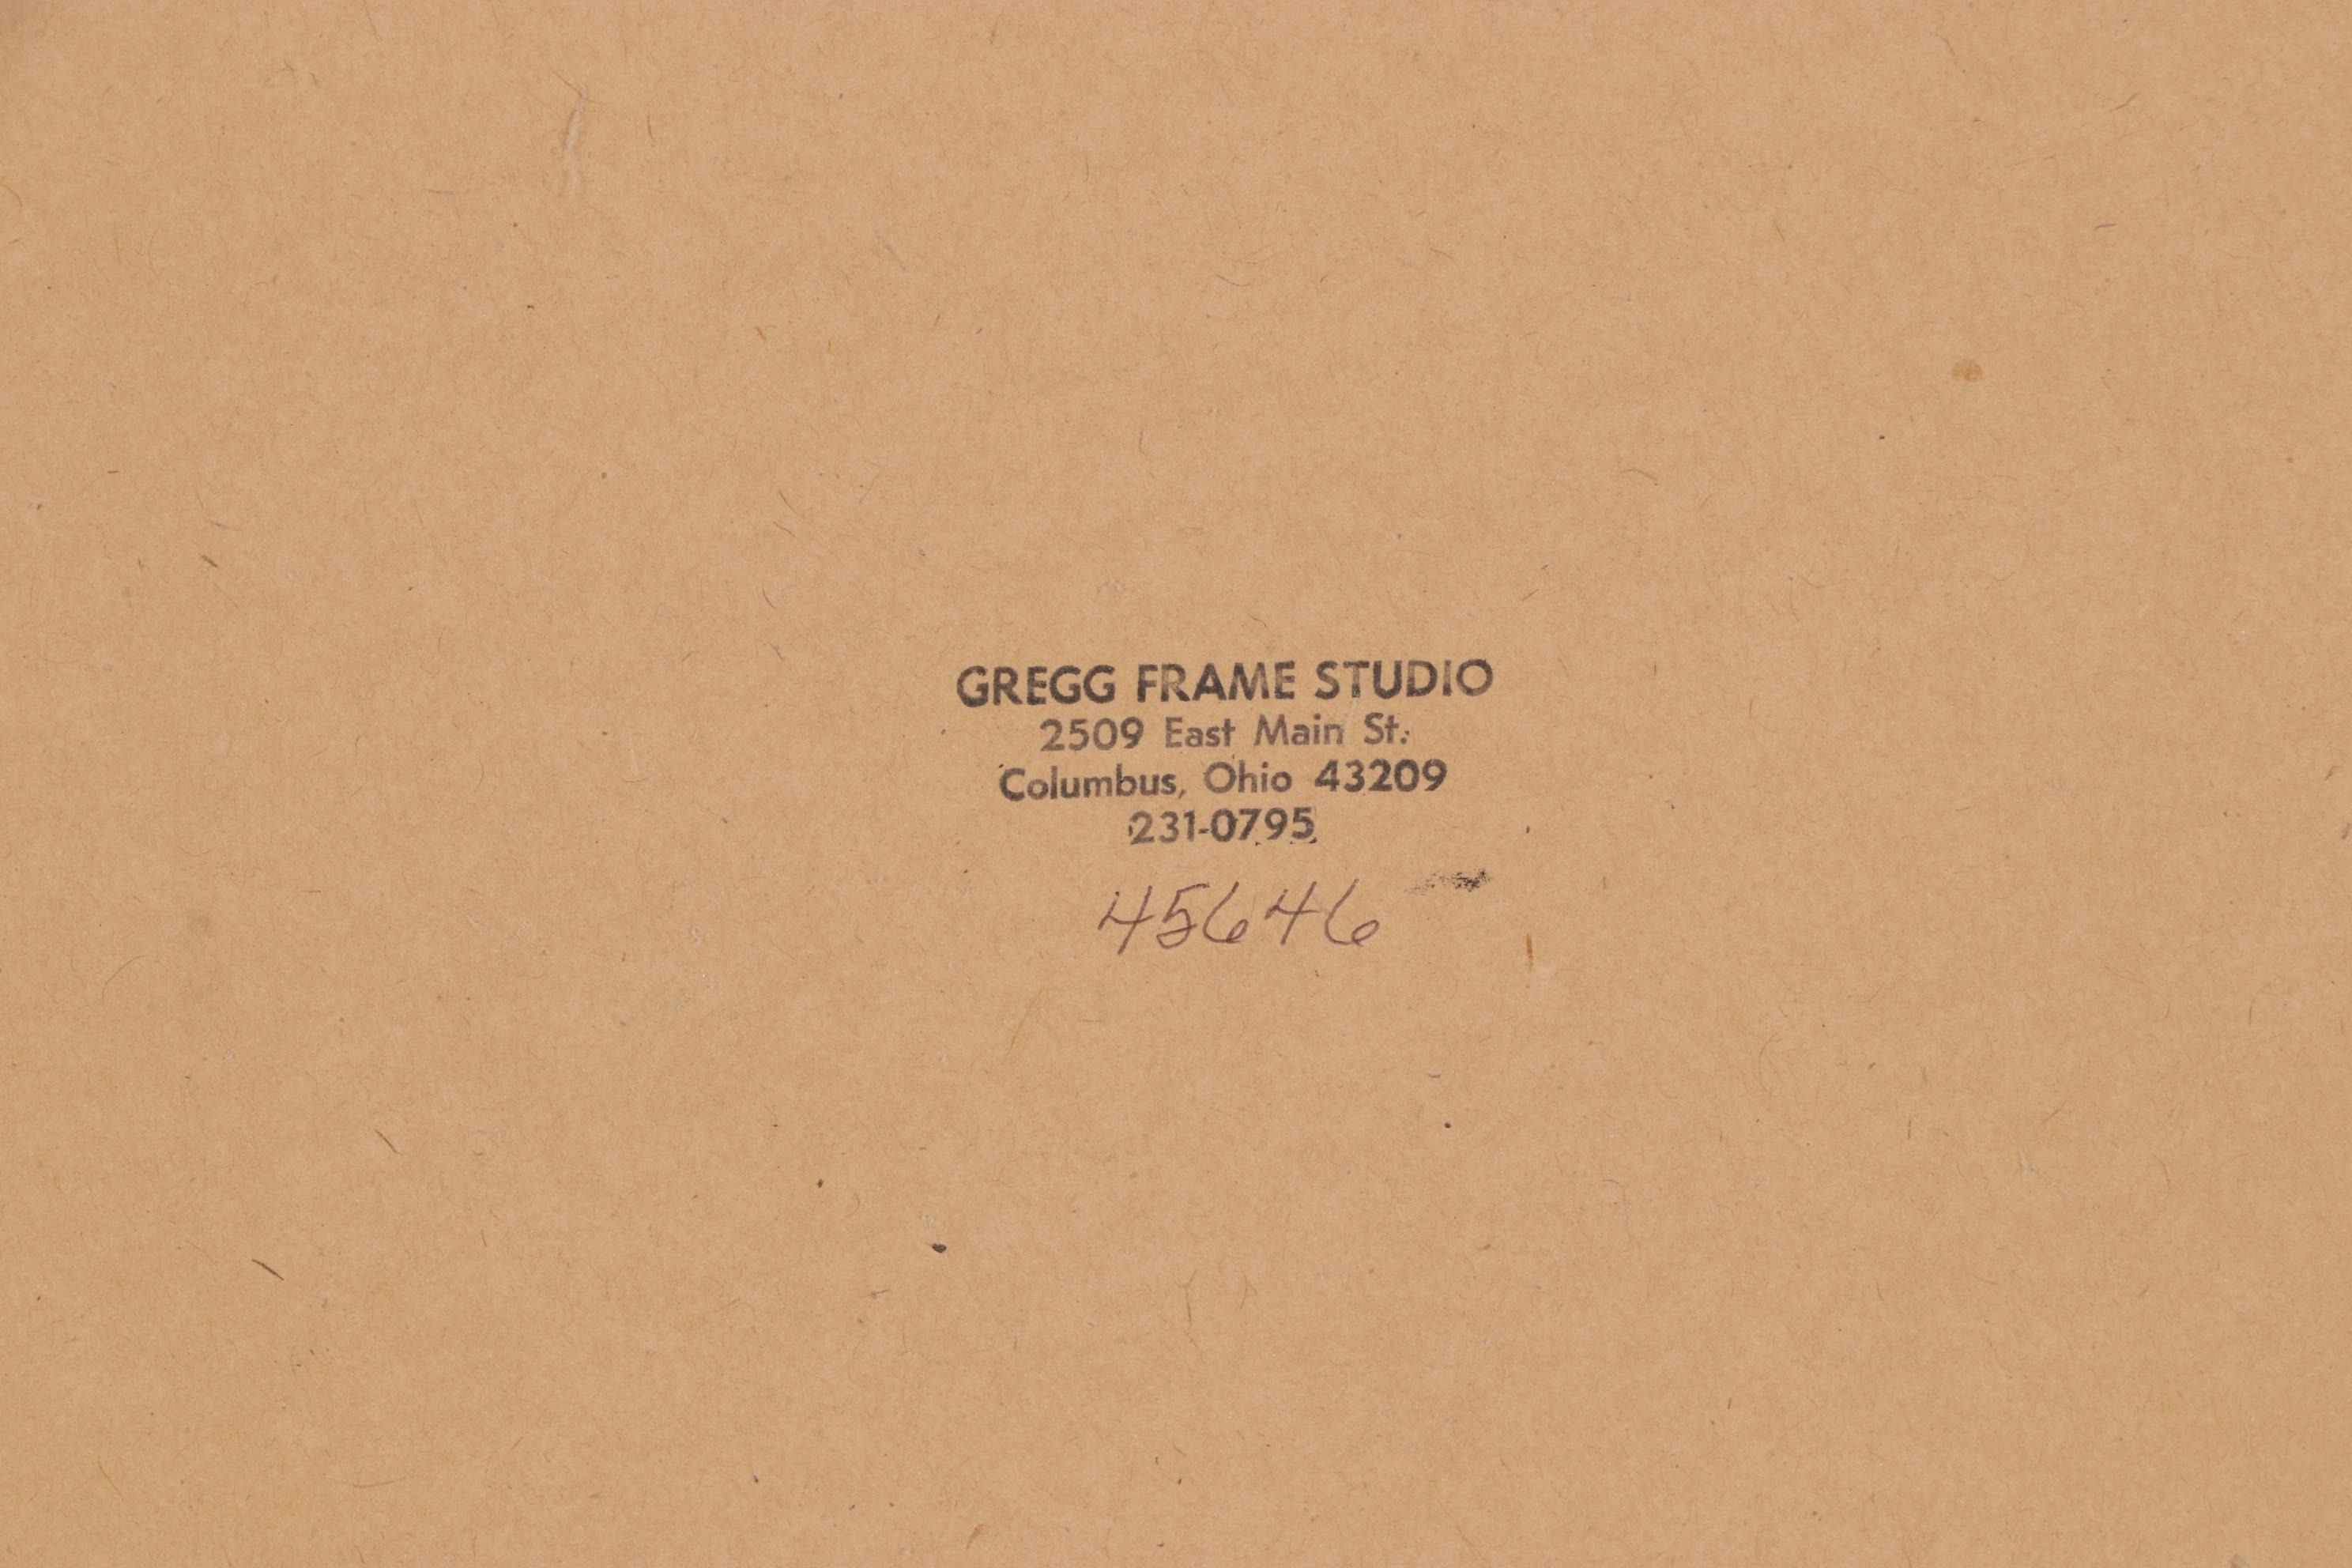 GREGG FRAME STUDIO
2509 East Main St.
Columbus, Ohio 43209
231-0795
45646